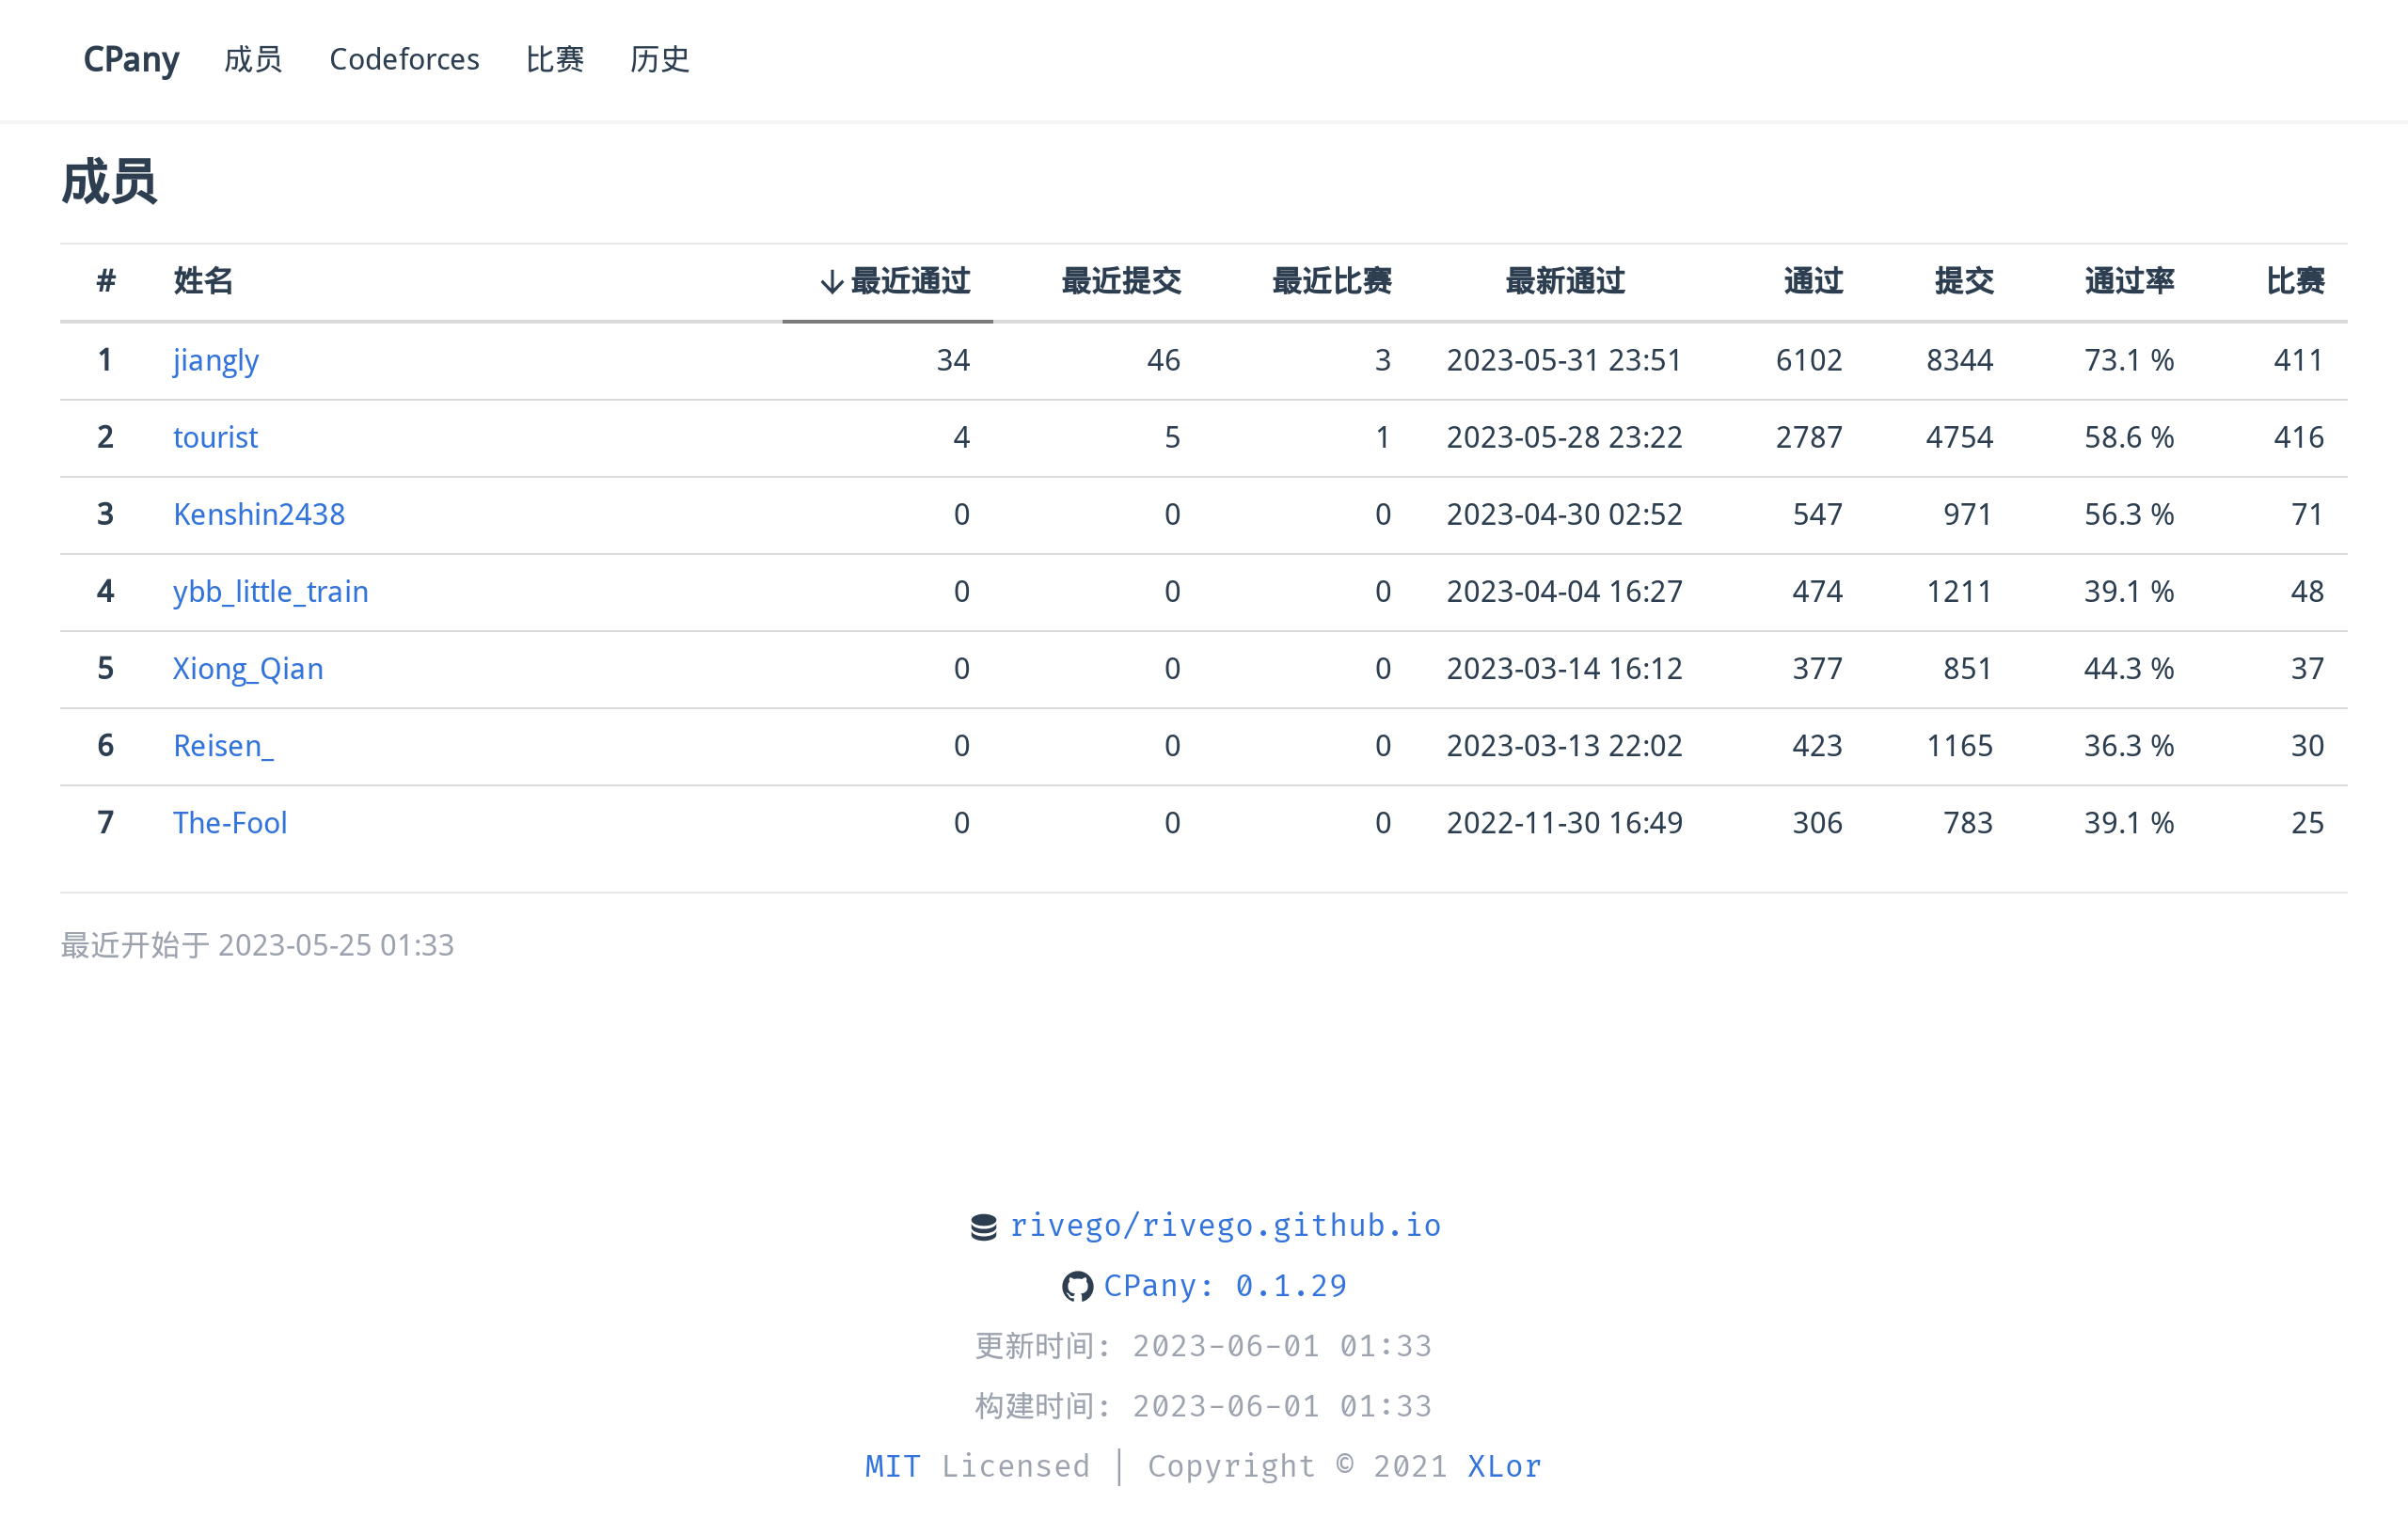 CPany 成员 Codeforces 比赛 历史
成员
# 姓名 ↓最近通过 最近提交 最近比赛 最新通过 通过 提交 通过率 比赛
1 jiangly 34 46 3 2023-05-31 23:51 6102 8344 73.1 % 411
2 tourist 4 5 1 2023-05-28 23:22 2787 4754 58.6 % 416
3 Kenshin2438 0 0 0 2023-04-30 02:52 547 971 56.3 % 71
4 ybb_little_train 0 0 0 2023-04-04 16:27 474 1211 39.1 % 48
5 Xiong_Qian 0 0 0 2023-03-14 16:12 377 851 44.3 % 37
6 Reisen_ 0 0 0 2023-03-13 22:02 423 1165 36.3 % 30
7 The-Fool 0 0 0 2022-11-30 16:49 306 783 39.1 % 25
最近开始于 2023-05-25 01:33
rivego/rivego.github.io
CPany: 0.1.29
更新时间: 2023-06-01 01:33
构建时间: 2023-06-01 01:33
MIT Licensed | Copyright © 2021 XLor